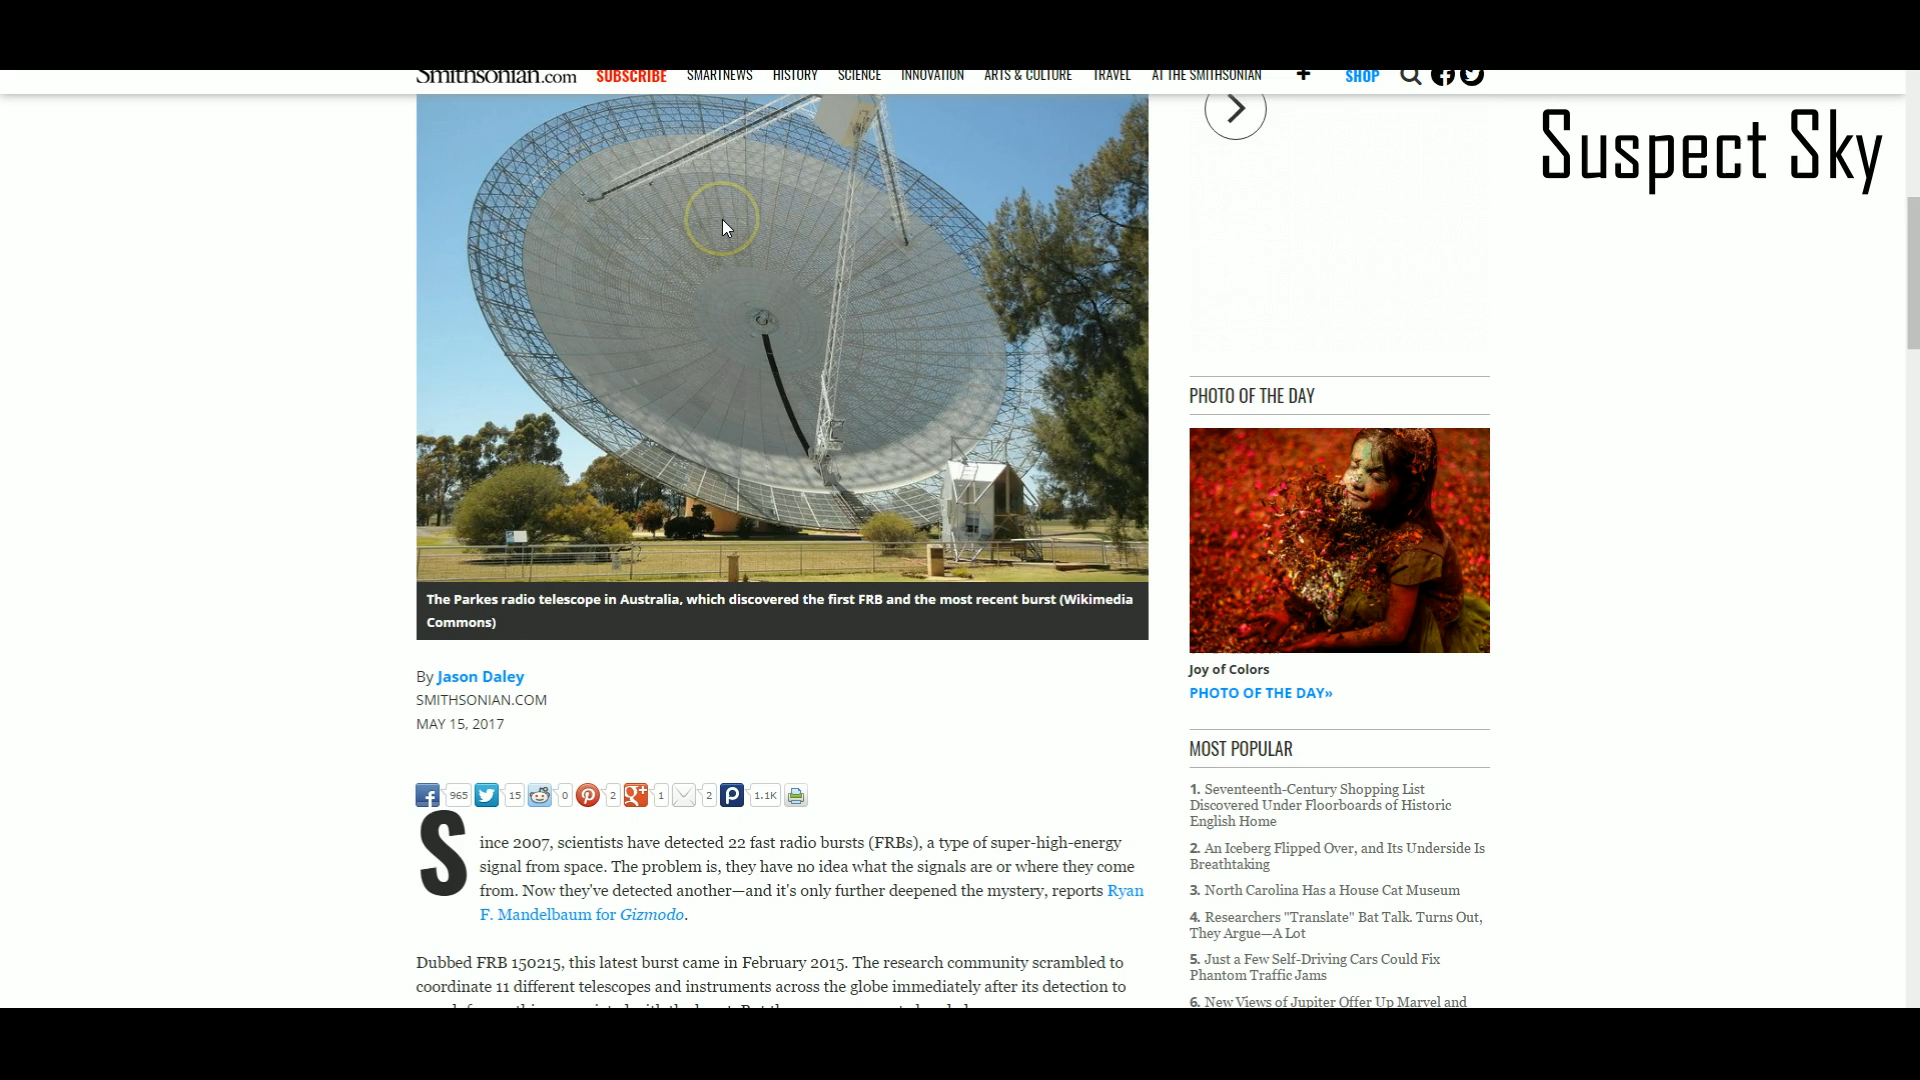 Smithsonian.com SUBSCRIBE SMARTNEWS HISTORY SCIENCE INNOVATION ARTS & CULTURE TRAVEL AT THE SMITHSONIAN + SHOP
Suspect Sky
The Parkes radio telescope in Australia, which discovered the first FRB and the most recent burst (Wikimedia
Commons)
By Jason Daley
SMITHSONIAN.COM
MAY 15, 2017
965 15 0 2 1 2 1.1K
Since 2007, scientists have detected 22 fast radio bursts (FRBs), a type of super-high-energy
signal from space. The problem is, they have no idea what the signals are or where they come
from. Now they've detected another—and it's only further deepened the mystery, reports Ryan
F. Mandelbaum for Gizmodo.
Dubbed FRB 150215, this latest burst came in February 2015. The research community scrambled to
coordinate 11 different telescopes and instruments across the globe immediately after its detection to
PHOTO OF THE DAY
Joy of Colors
PHOTO OF THE DAY»
MOST POPULAR
1. Seventeenth-Century Shopping List
Discovered Under Floorboards of Historic
English Home
2. An Iceberg Flipped Over, and Its Underside Is
Breathtaking
3. North Carolina Has a House Cat Museum
4. Researchers "Translate" Bat Talk. Turns Out,
They Argue—A Lot
5. Just a Few Self-Driving Cars Could Fix
Phantom Traffic Jams
6. New Views of Jupiter Offer Up Marvel and